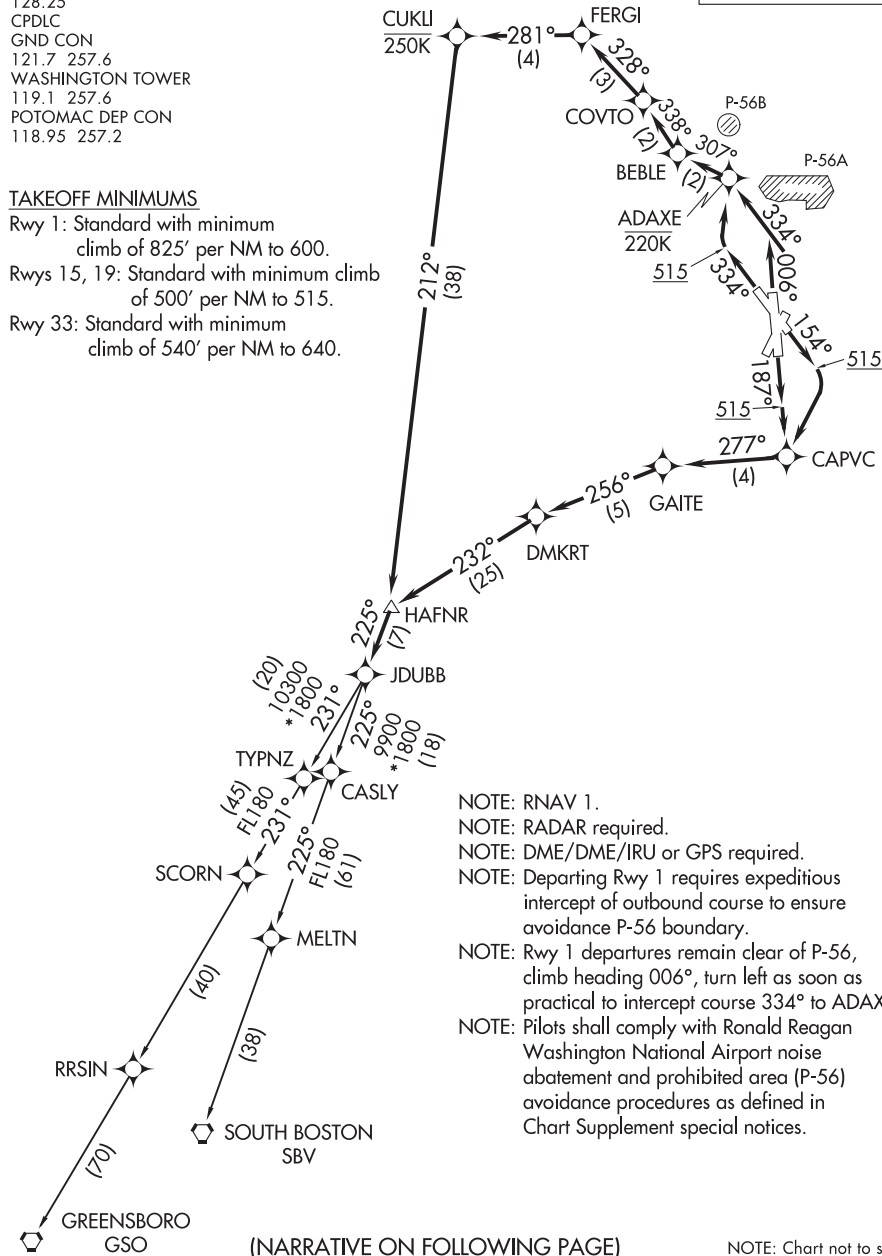 128.25
CPDLC
GND CON
121.7 257.6
WASHINGTON TOWER
119.1 257.6
POTOMAC DEP CON
118.95 257.2
TAKEOFF MINIMUMS
Rwy 1: Standard with minimum
climb of 825' per NM to 600.
Rwys 15, 19: Standard with minimum climb
of 500' per NM to 515.
Rwy 33: Standard with minimum
climb of 540' per NM to 640.
CUKLI
250K
281°
(4)
FERGI
328°
(3)
COVTO
338°
(2)
P-56B
BEBLE
307°
(2)
P-56A
ADAXE
220K
334°
515
334°
006°
154°
515
187°
515
212°
(38)
CAPVC
277°
(4)
GAITE
256°
(5)
DMKRT
232°
(25)
HAFNR
225°
(7)
JDUBB
(20)
10300
*1800
231°
225°
9900
*1800
(18)
TYPNZ
CASLY
(45)
FL180
231°
225°
FL180
(61)
SCORN
MELTN
(40)
(38)
RRSIN
SOUTH BOSTON
SBV
(70)
GREENSBORO
GSO
NOTE: RNAV 1.
NOTE: RADAR required.
NOTE: DME/DME/IRU or GPS required.
NOTE: Departing Rwy 1 requires expeditious
intercept of outbound course to ensure
avoidance P-56 boundary.
NOTE: Rwy 1 departures remain clear of P-56,
climb heading 006°, turn left as soon as
practical to intercept course 334° to ADAX
NOTE: Pilots shall comply with Ronald Reagan
Washington National Airport noise
abatement and prohibited area (P-56)
avoidance procedures as defined in
Chart Supplement special notices.
(NARRATIVE ON FOLLOWING PAGE)
NOTE: Chart not to s